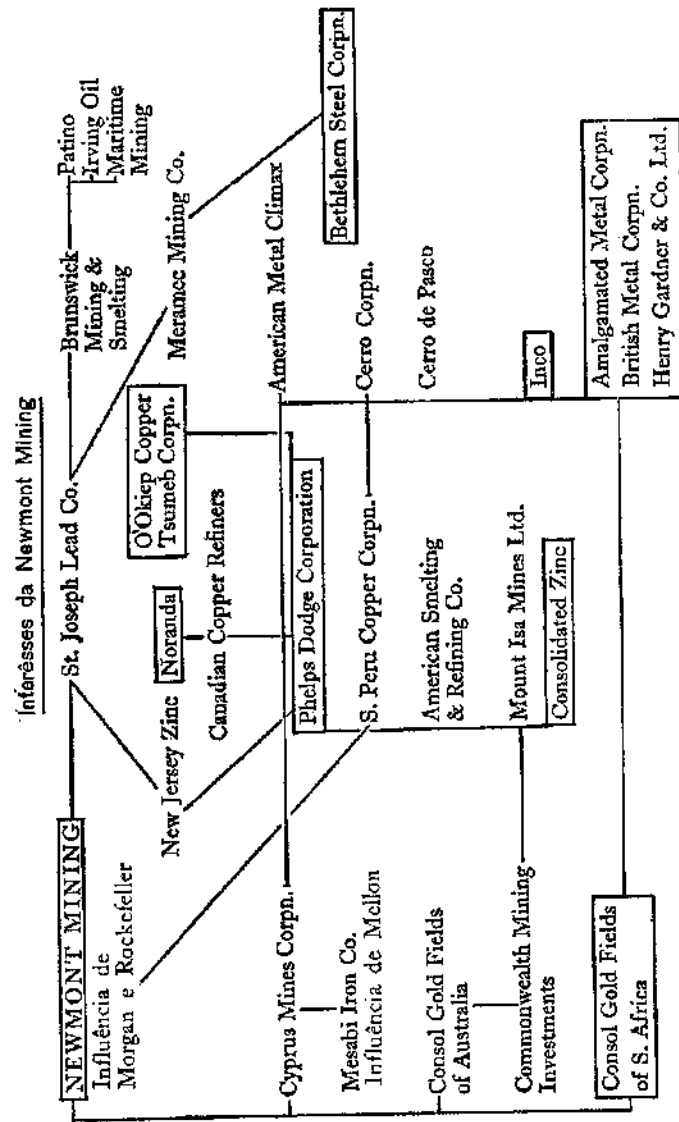 Interêsses da Newmont Mining
NEWMONT MINING
Influência de
Morgan e Rockefeller
St. Joseph Lead Co.
Brunswick
Mining &
Smelting
Patino
Irving Oil
Maritime
Mining
New Jersey Zinc
Noranda
Canadian Copper Refiners
O'Okiep Copper
Tsumeb Corpn.
Meramec Mining Co.
Cyprus Mines Corpn.
Mesabi Iron Co.
Influência de Mellon
Phelps Dodge Corporation
American Metal Climax
Bethlehem Steel Corpn.
S. Peru Copper Corpn.
Cerro Corpn.
Consol Gold Fields
of Australia
American Smelting
& Refining Co.
Cerro de Pasco
Commonwealth Mining
Investments
Mount Isa Mines Ltd.
Inco
Consolidated Zinc
Consol Gold Fields
of S. Africa
Amalgamated Metal Corpn.
British Metal Corpn.
Henry Gardner & Co. Ltd.